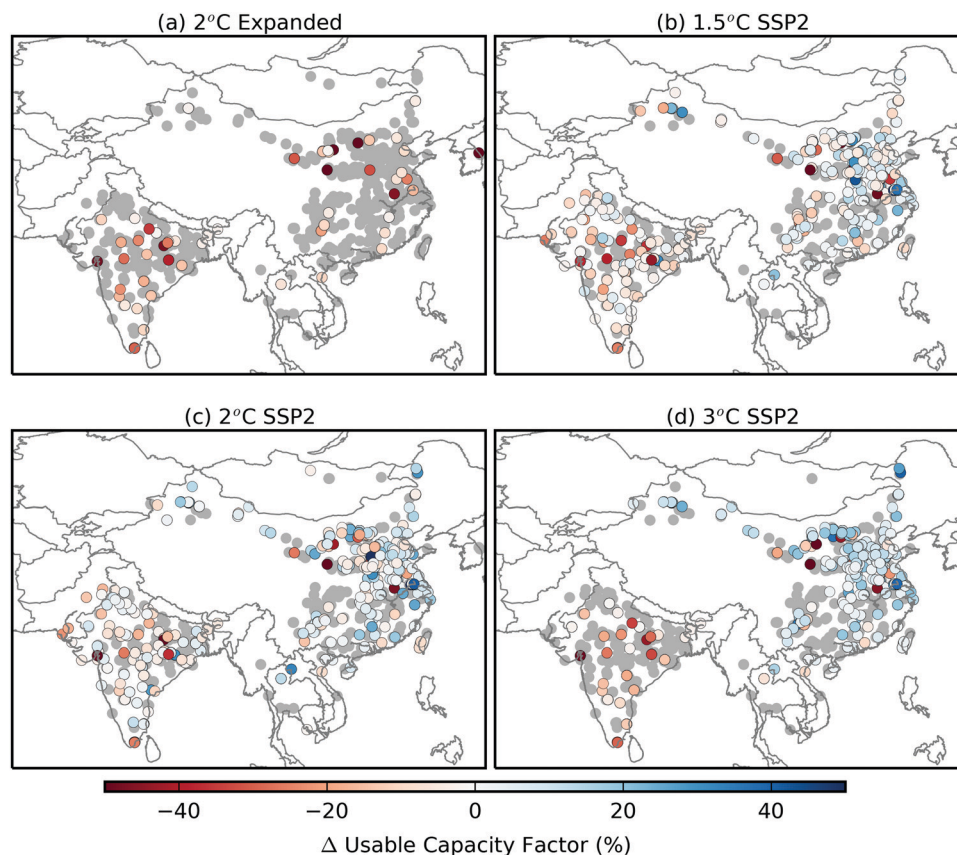 (a) 2°C Expanded
(b) 1.5°C SSP2
(c) 2°C SSP2
(d) 3°C SSP2
−40 −20 0 20 40
Δ Usable Capacity Factor (%)